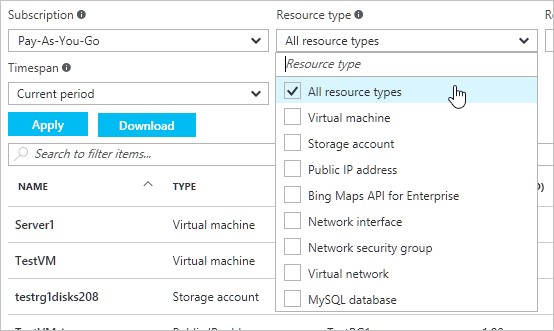 Subscription
Resource type
R
Pay-As-You-Go
All resource types
Timespan
Resource type
Current period
All resource types
Virtual machine
Apply
Download
Storage account
Search to filter items...
Public IP address
Bing Maps API for Enterprise
NAME
TYPE
D)
Network interface
Server1
Virtual machine
Network security group
TestVM
Virtual machine
Virtual network
testrg1disks208
Storage account
MySQL database